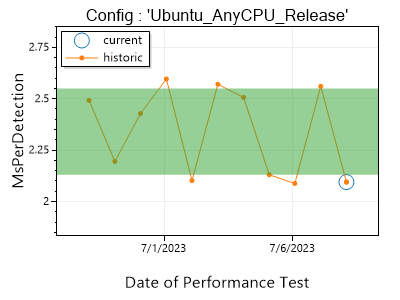 Config : 'Ubuntu_AnyCPU_Release'
current
historic
2.75
2.5
2.25
2
MsPerDetection
7/1/2023
7/6/2023
Date of Performance Test